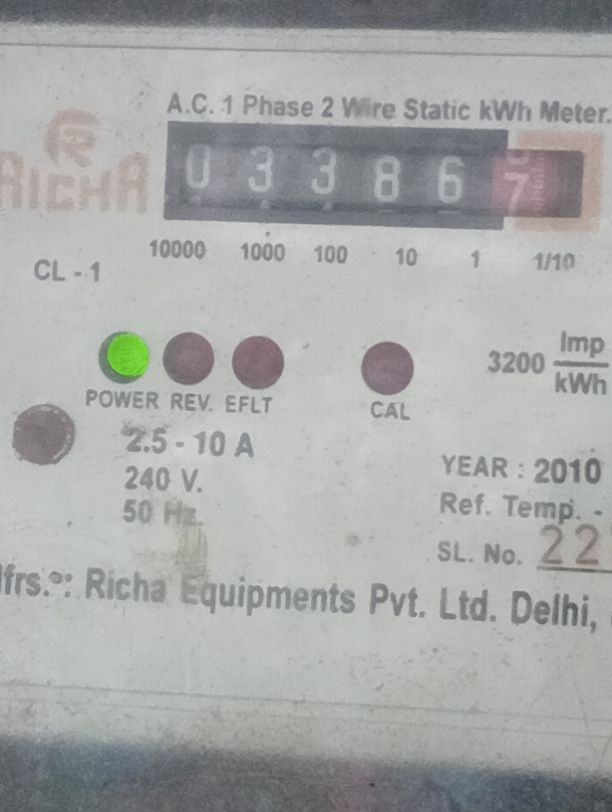 A.C. 1 Phase 2 Wire Static kWh Meter.
RICHA
0 3 3 8 6 7
10000 1000 100 10 1 1/10
CL - 1
3200 Imp/kWh
POWER REV. EFLT CAL
2.5 - 10 A
240 V.
50 Hz.
YEAR : 2010
Ref. Temp. -
SL. No. 22
Mfrs.: Richa Equipments Pvt. Ltd. Delhi,